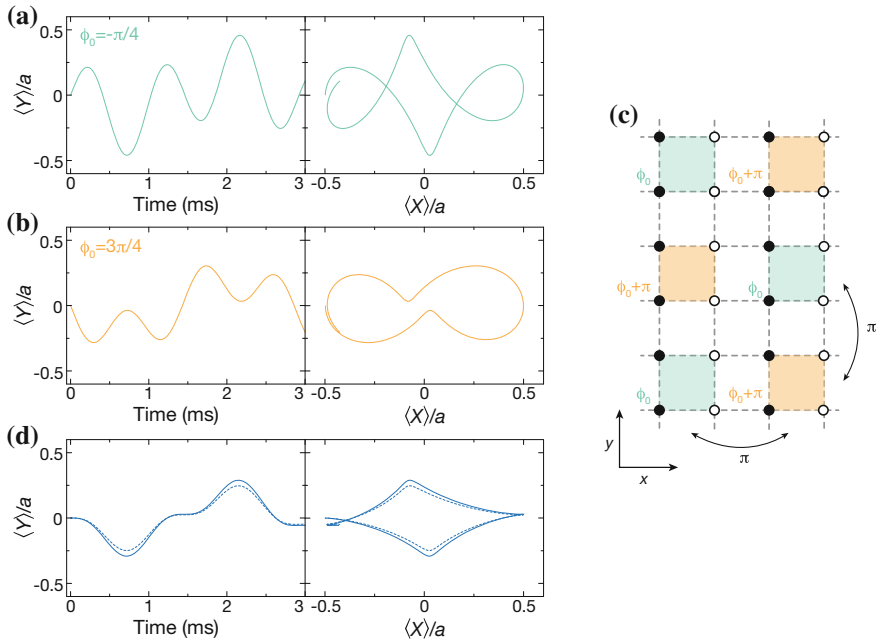 (a)
ϕ₀=-π/4
0.5
0
-0.5
⟨Y⟩/a
0 1 2 3
Time (ms)
-0.5 0 0.5
⟨X⟩/a
(b)
ϕ₀=3π/4
0.5
0
-0.5
⟨Y⟩/a
0 1 2 3
Time (ms)
-0.5 0 0.5
⟨X⟩/a
(d)
0.5
0
-0.5
⟨Y⟩/a
0 1 2 3
Time (ms)
-0.5 0 0.5
⟨X⟩/a
(c)
ϕ₀ ϕ₀+π
ϕ₀+π ϕ₀
π
ϕ₀ ϕ₀+π
y
x
π